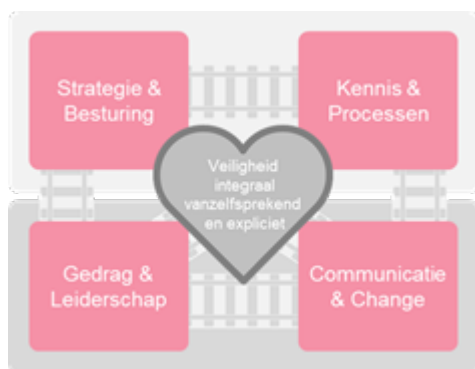 Strategie &
Besturing
Kennis &
Processen
Veiligheid
integraal
vanzelfsprekend
en expliciet
Gedrag &
Leiderschap
Communicatie
& Change